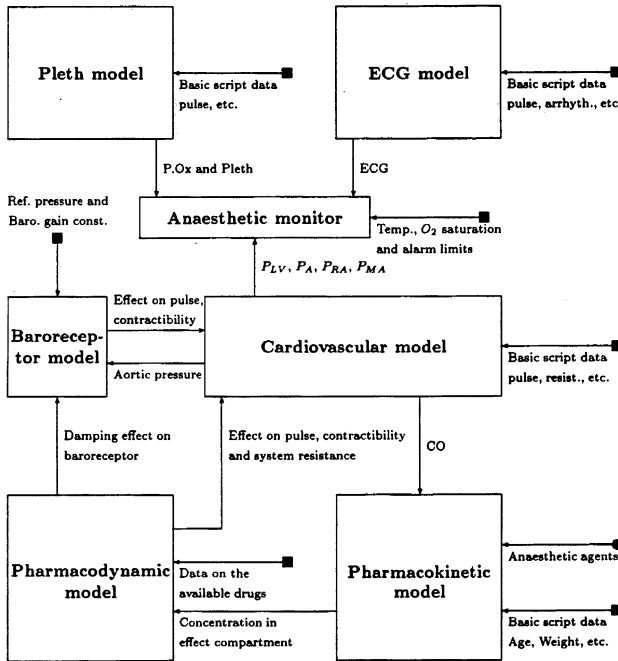 Pleth model
Basic script data
pulse, etc.
ECG model
Basic script data
pulse, arrhyth., etc
P.Ox and Pleth
ECG
Ref. pressure and
Baro. gain const.
Anaesthetic monitor
Temp., O₂ saturation
and alarm limits
P_LV, P_A, P_RA, P_MA
Effect on pulse,
contractibility
Barorecep-
tor model
Aortic pressure
Cardiovascular model
Basic script data
pulse, resist., etc.
Damping effect on
baroreceptor
Effect on pulse, contractibility
and system resistance
CO
Pharmacodynamic
model
Data on the
available drugs
Concentration in
effect compartment
Pharmacokinetic
model
Anaesthetic agents
Basic script data
Age, Weight, etc.